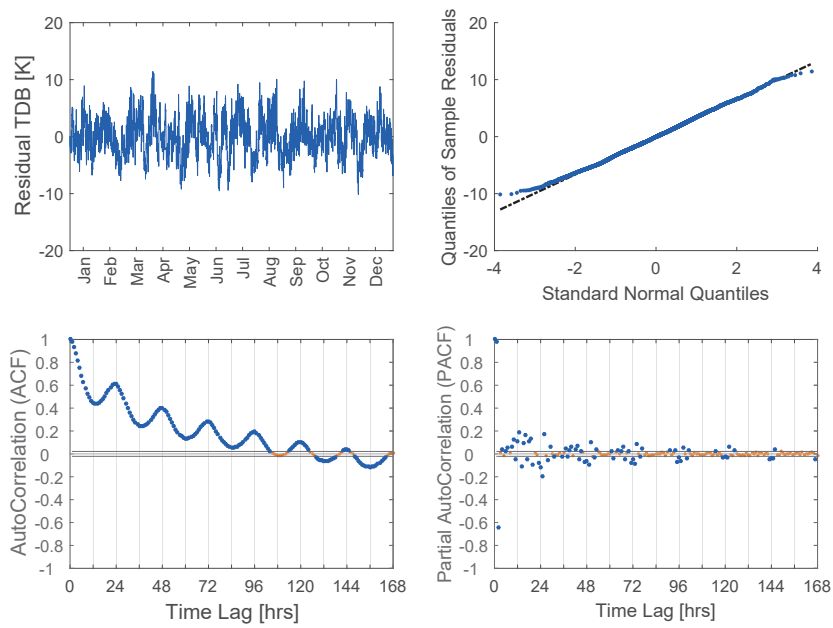 Residual TDB [K]
20
10
0
-10
-20
Jan
Feb
Mar
Apr
May
Jun
Jul
Aug
Sep
Oct
Nov
Dec
Quantiles of Sample Residuals
20
10
0
-10
-20
-4 -2 0 2 4
Standard Normal Quantiles
AutoCorrelation (ACF)
1
0.8
0.6
0.4
0.2
0
-0.2
-0.4
-0.6
-0.8
-1
0 24 48 72 96 120 144 168
Time Lag [hrs]
Partial AutoCorrelation (PACF)
1
0.8
0.6
0.4
0.2
0
-0.2
-0.4
-0.6
-0.8
-1
0 24 48 72 96 120 144 168
Time Lag [hrs]